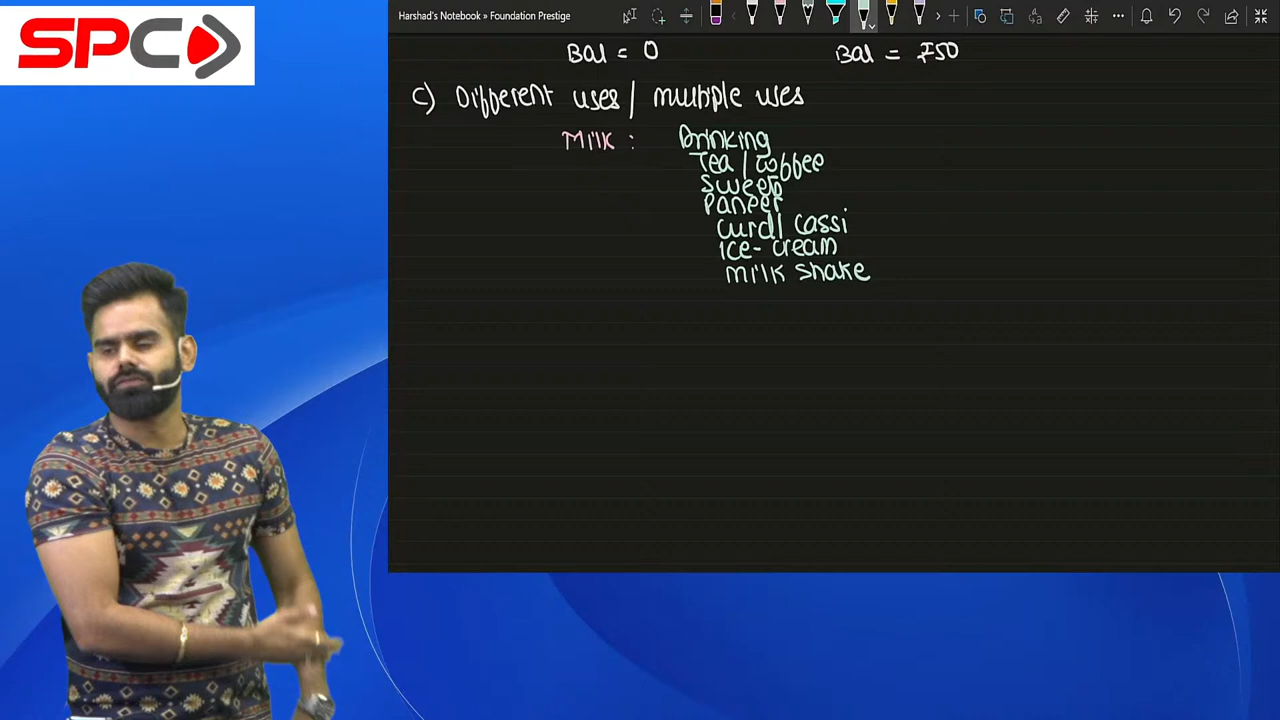 SPC
Harshad's Notebook » Foundation Prestige
Bal = 0 Bal = 750
C) Different uses / multiple uses
Milk : Drinking
Tea / coffee
Sweets
Paneer
curd / Lassi
Ice-cream
milk shake